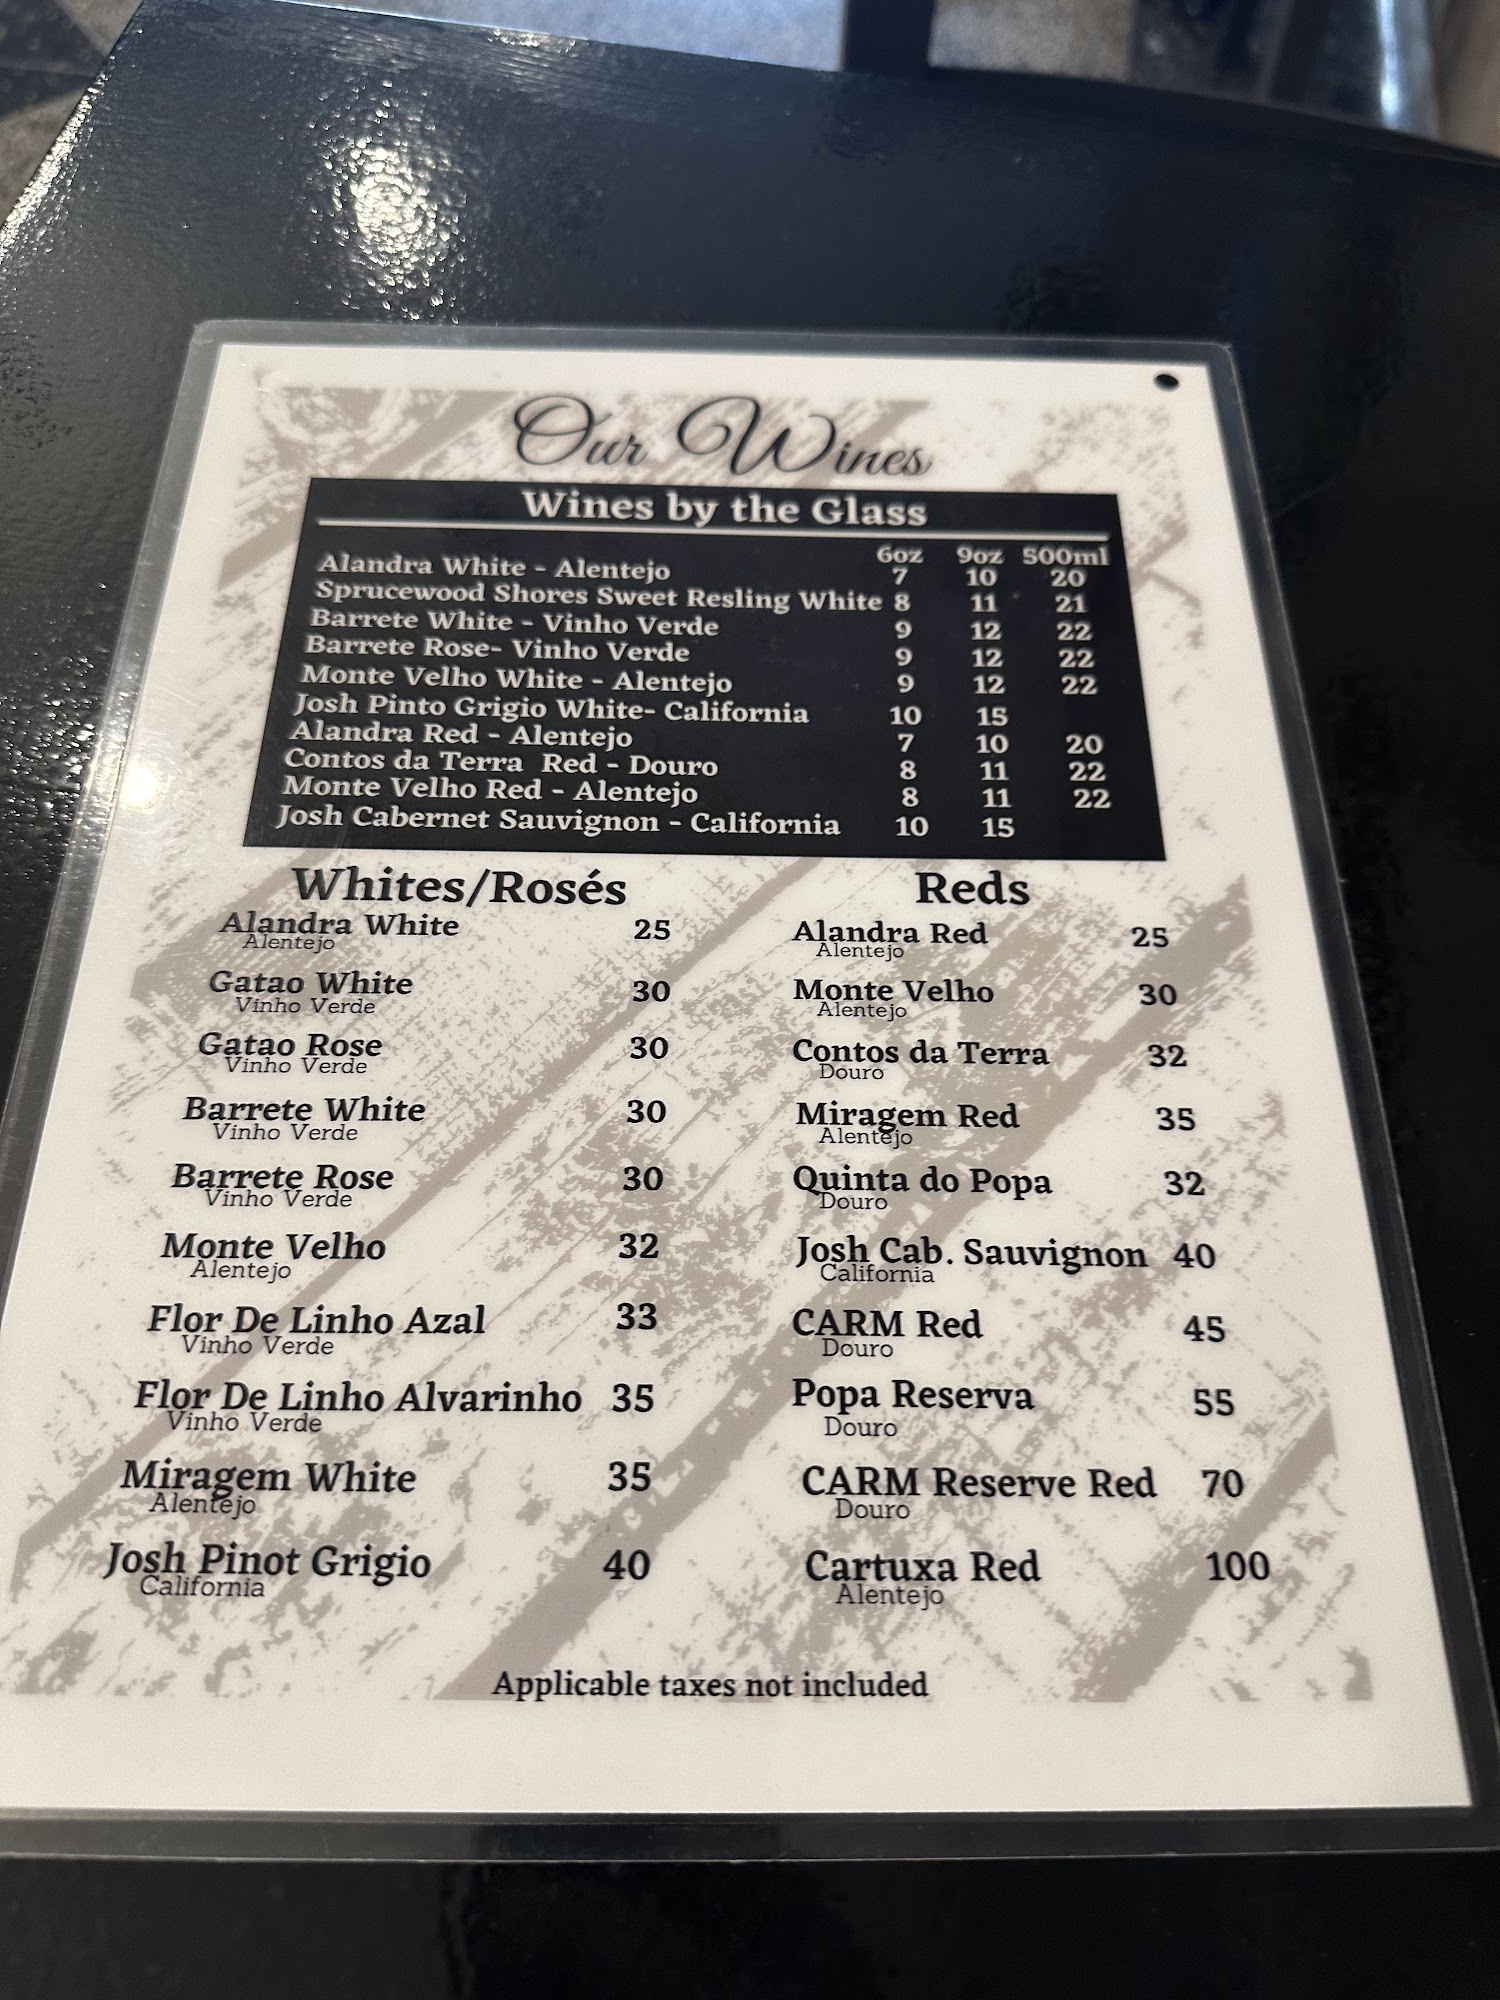 Our Wines
Wines by the Glass
6oz 9oz 500ml
Alandra White - Alentejo 7 10 20
Sprucewood Shores Sweet Resling White 8 11 21
Barrete White - Vinho Verde 9 12 22
Barrete Rose- Vinho Verde 9 12 22
Monte Velho White - Alentejo 9 12 22
Josh Pinto Grigio White- California 10 15
Alandra Red - Alentejo 7 10 20
Contos da Terra Red - Douro 8 11 22
Monte Velho Red - Alentejo 8 11 22
Josh Cabernet Sauvignon - California 10 15
Whites/Rosés
Alandra White 25
Alentejo
Gatao White 30
Vinho Verde
Gatao Rose 30
Vinho Verde
Barrete White 30
Vinho Verde
Barrete Rose 30
Vinho Verde
Monte Velho 32
Alentejo
Flor De Linho Azal 33
Vinho Verde
Flor De Linho Alvarinho 35
Vinho Verde
Miragem White 35
Alentejo
Josh Pinot Grigio 40
California
Reds
Alandra Red 25
Alentejo
Monte Velho 30
Alentejo
Contos da Terra 32
Douro
Miragem Red 35
Alentejo
Quinta do Popa 32
Douro
Josh Cab. Sauvignon 40
California
CARM Red 45
Douro
Popa Reserva 55
Douro
CARM Reserve Red 70
Douro
Cartuxa Red 100
Alentejo
Applicable taxes not included